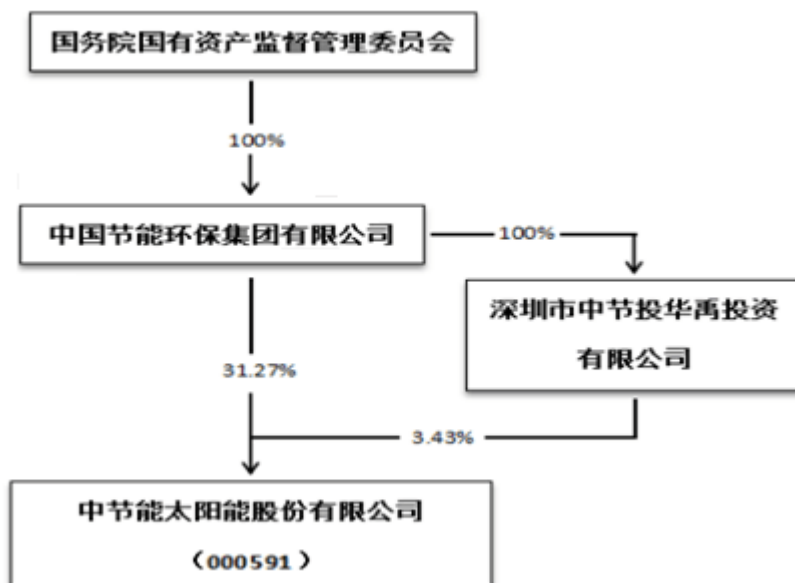 国务院国有资产监督管理委员会
100%
中国节能环保集团有限公司
100%
深圳市中节投华禹投资
有限公司
31.27%
3.43%
中节能太阳能股份有限公司
（000591）